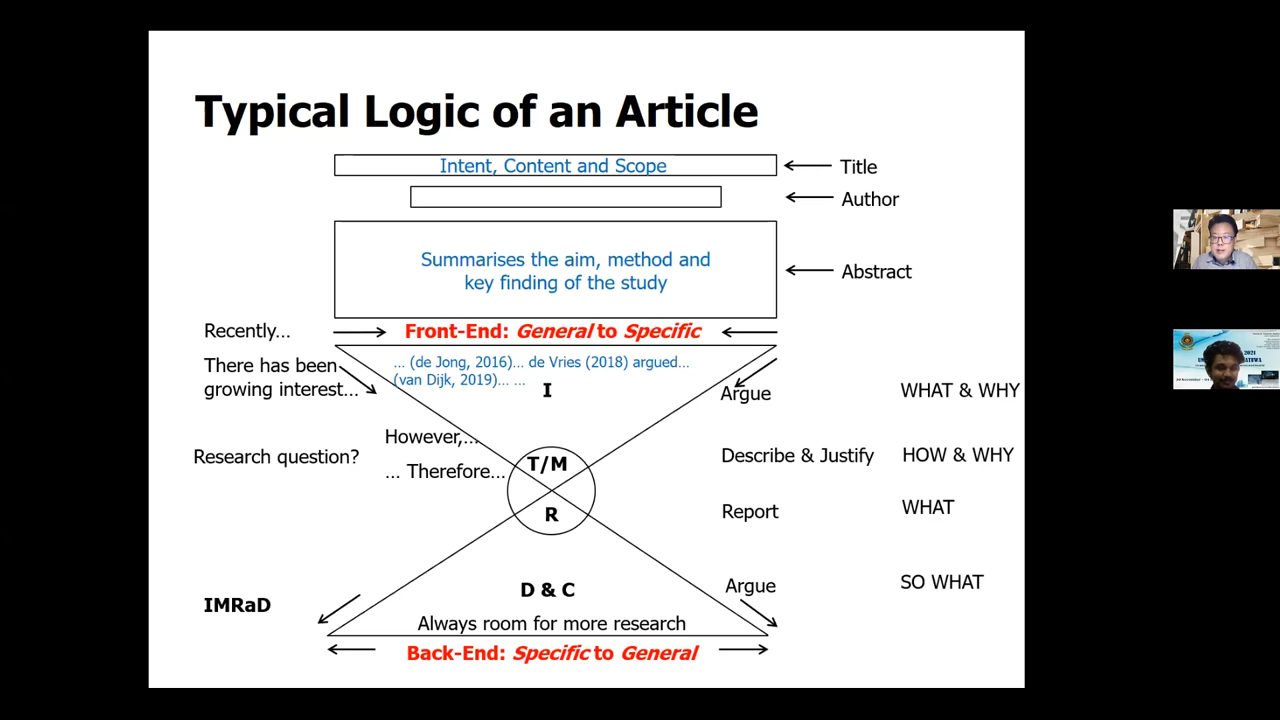 Typical Logic of an Article
Intent, Content and Scope
Title
Author
Summarises the aim, method and
key finding of the study
Abstract
Recently…
Front-End: General to Specific
There has been
growing interest…
… (de Jong, 2016)… de Vries (2018) argued…
(van Dijk, 2019)… …
I
Argue
WHAT & WHY
However,…
Research question?
… Therefore…
T/M
Describe & Justify
HOW & WHY
R
Report
WHAT
D & C
Argue
SO WHAT
IMRaD
Always room for more research
Back-End: Specific to General
2021